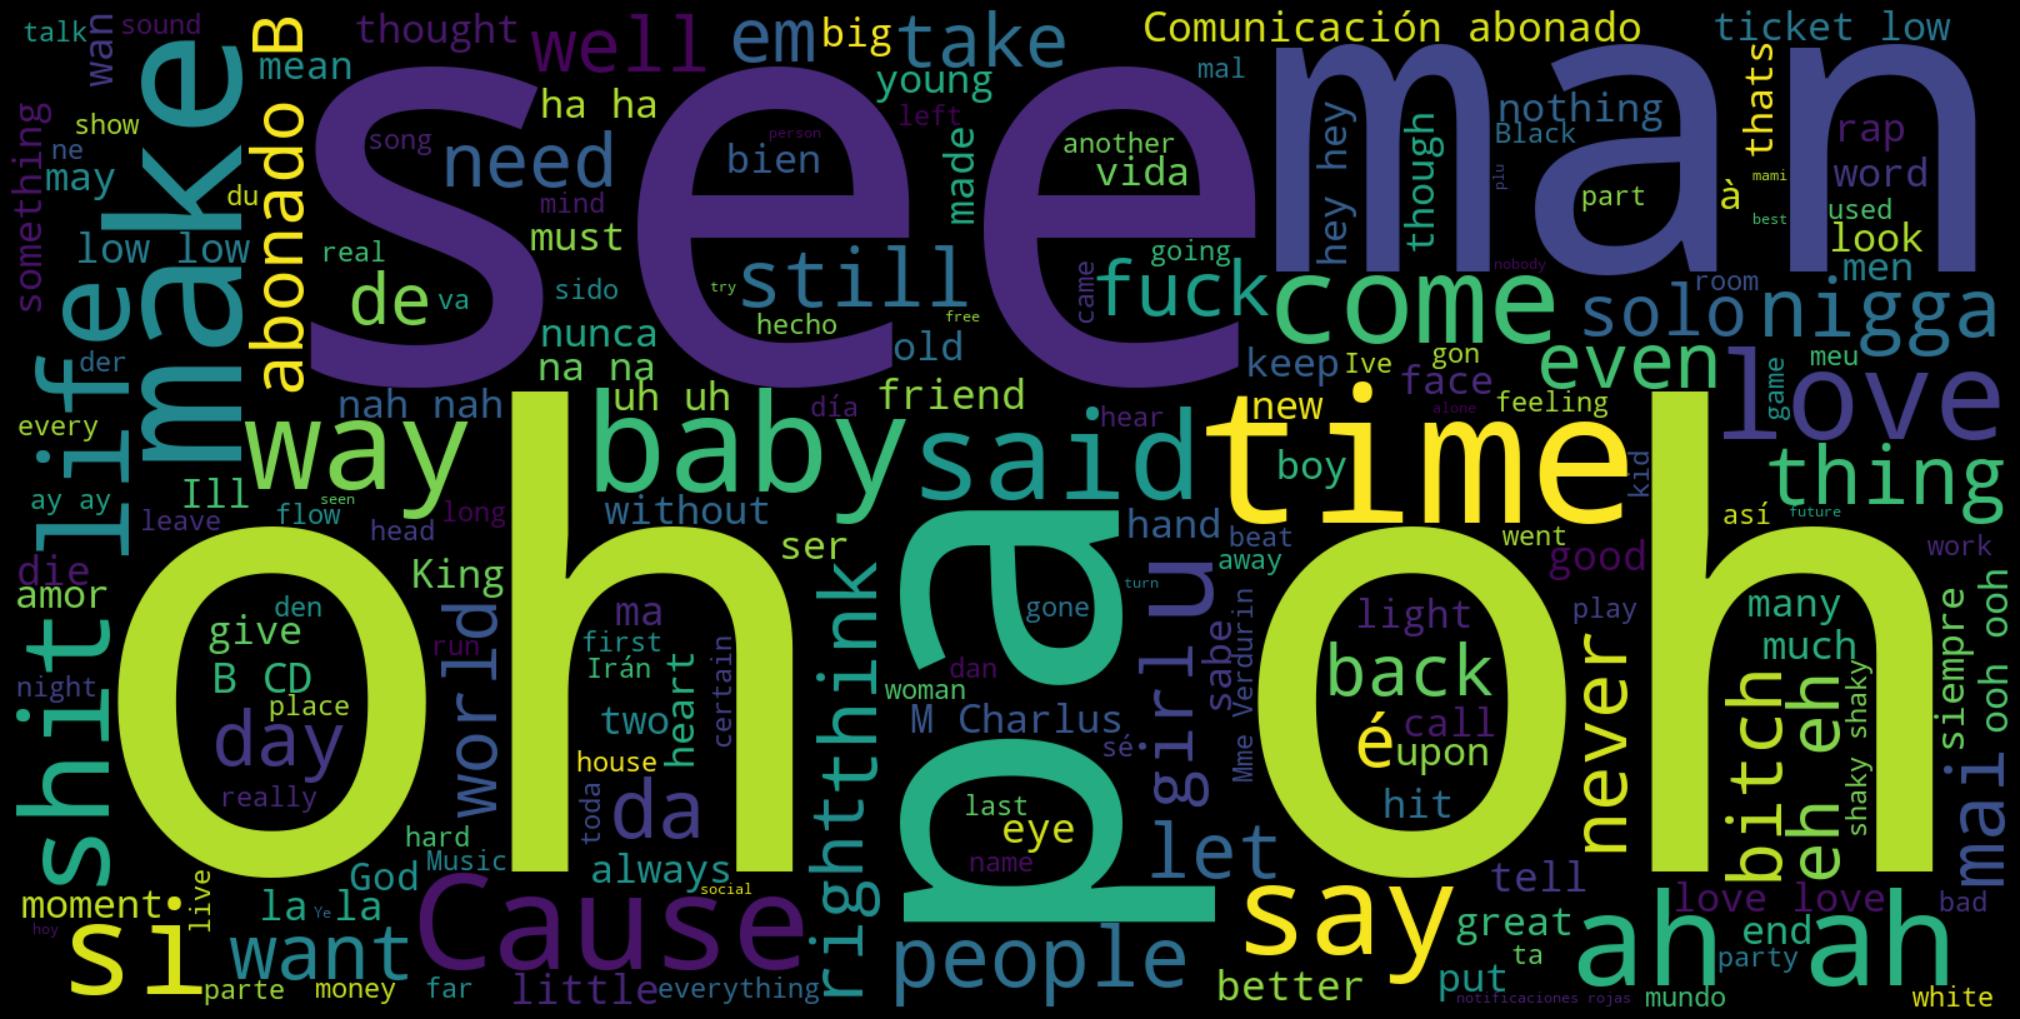 talk
wan
sound
thought
well
em
big
take
Comunicación abonado
ticket low
make
abonado B
mean
see
man
young
mal
ha ha
left
hey hey
nothing
thats
something
show
song
need
person
bien
made
another
vida
though
Black
rap
ne
may
du
mind
plu
part
à
mami
word
low low
must
best
used
look
real
still
going
fuck
nobody
men
de
va
sido
try
came
come
room
solo
nigga
life
nunca
hecho
free
old
der
na na
keep
Ive
gon
even
meu
love
nah nah
uh uh
día
friend
face
game
every
way
oh oh
baby
hear
new
alone
feeling
said
time
boy
kid
thing
ay ay
Ill
seen
leave
flow
head
long
without
hand
beat
así
future
die
ser
pa
away
went
good
work
amor
King
right
think
turn
girl u
shit
den
give
world
ma
gone
sabe
Mme Verdurin
light
play
many
siempre
ooh ooh
run
first
certain
much
night
B CD
Irán
heart
dan
woman
back
never
bitch
eh eh
shaky shaky
place
day
two
M Charlus
call
sé
é
upon
mai
house
really
toda
da
last
eye
hit
hard
name
let
God
Music
always
social
tell
moment
live
la la
Ye
Cause
say
love love
bad
hoy
si
want
people
great
ah ah
end
ta
party
parte
money
far
little
everything
better
put
notificaciones rojas
mundo
white